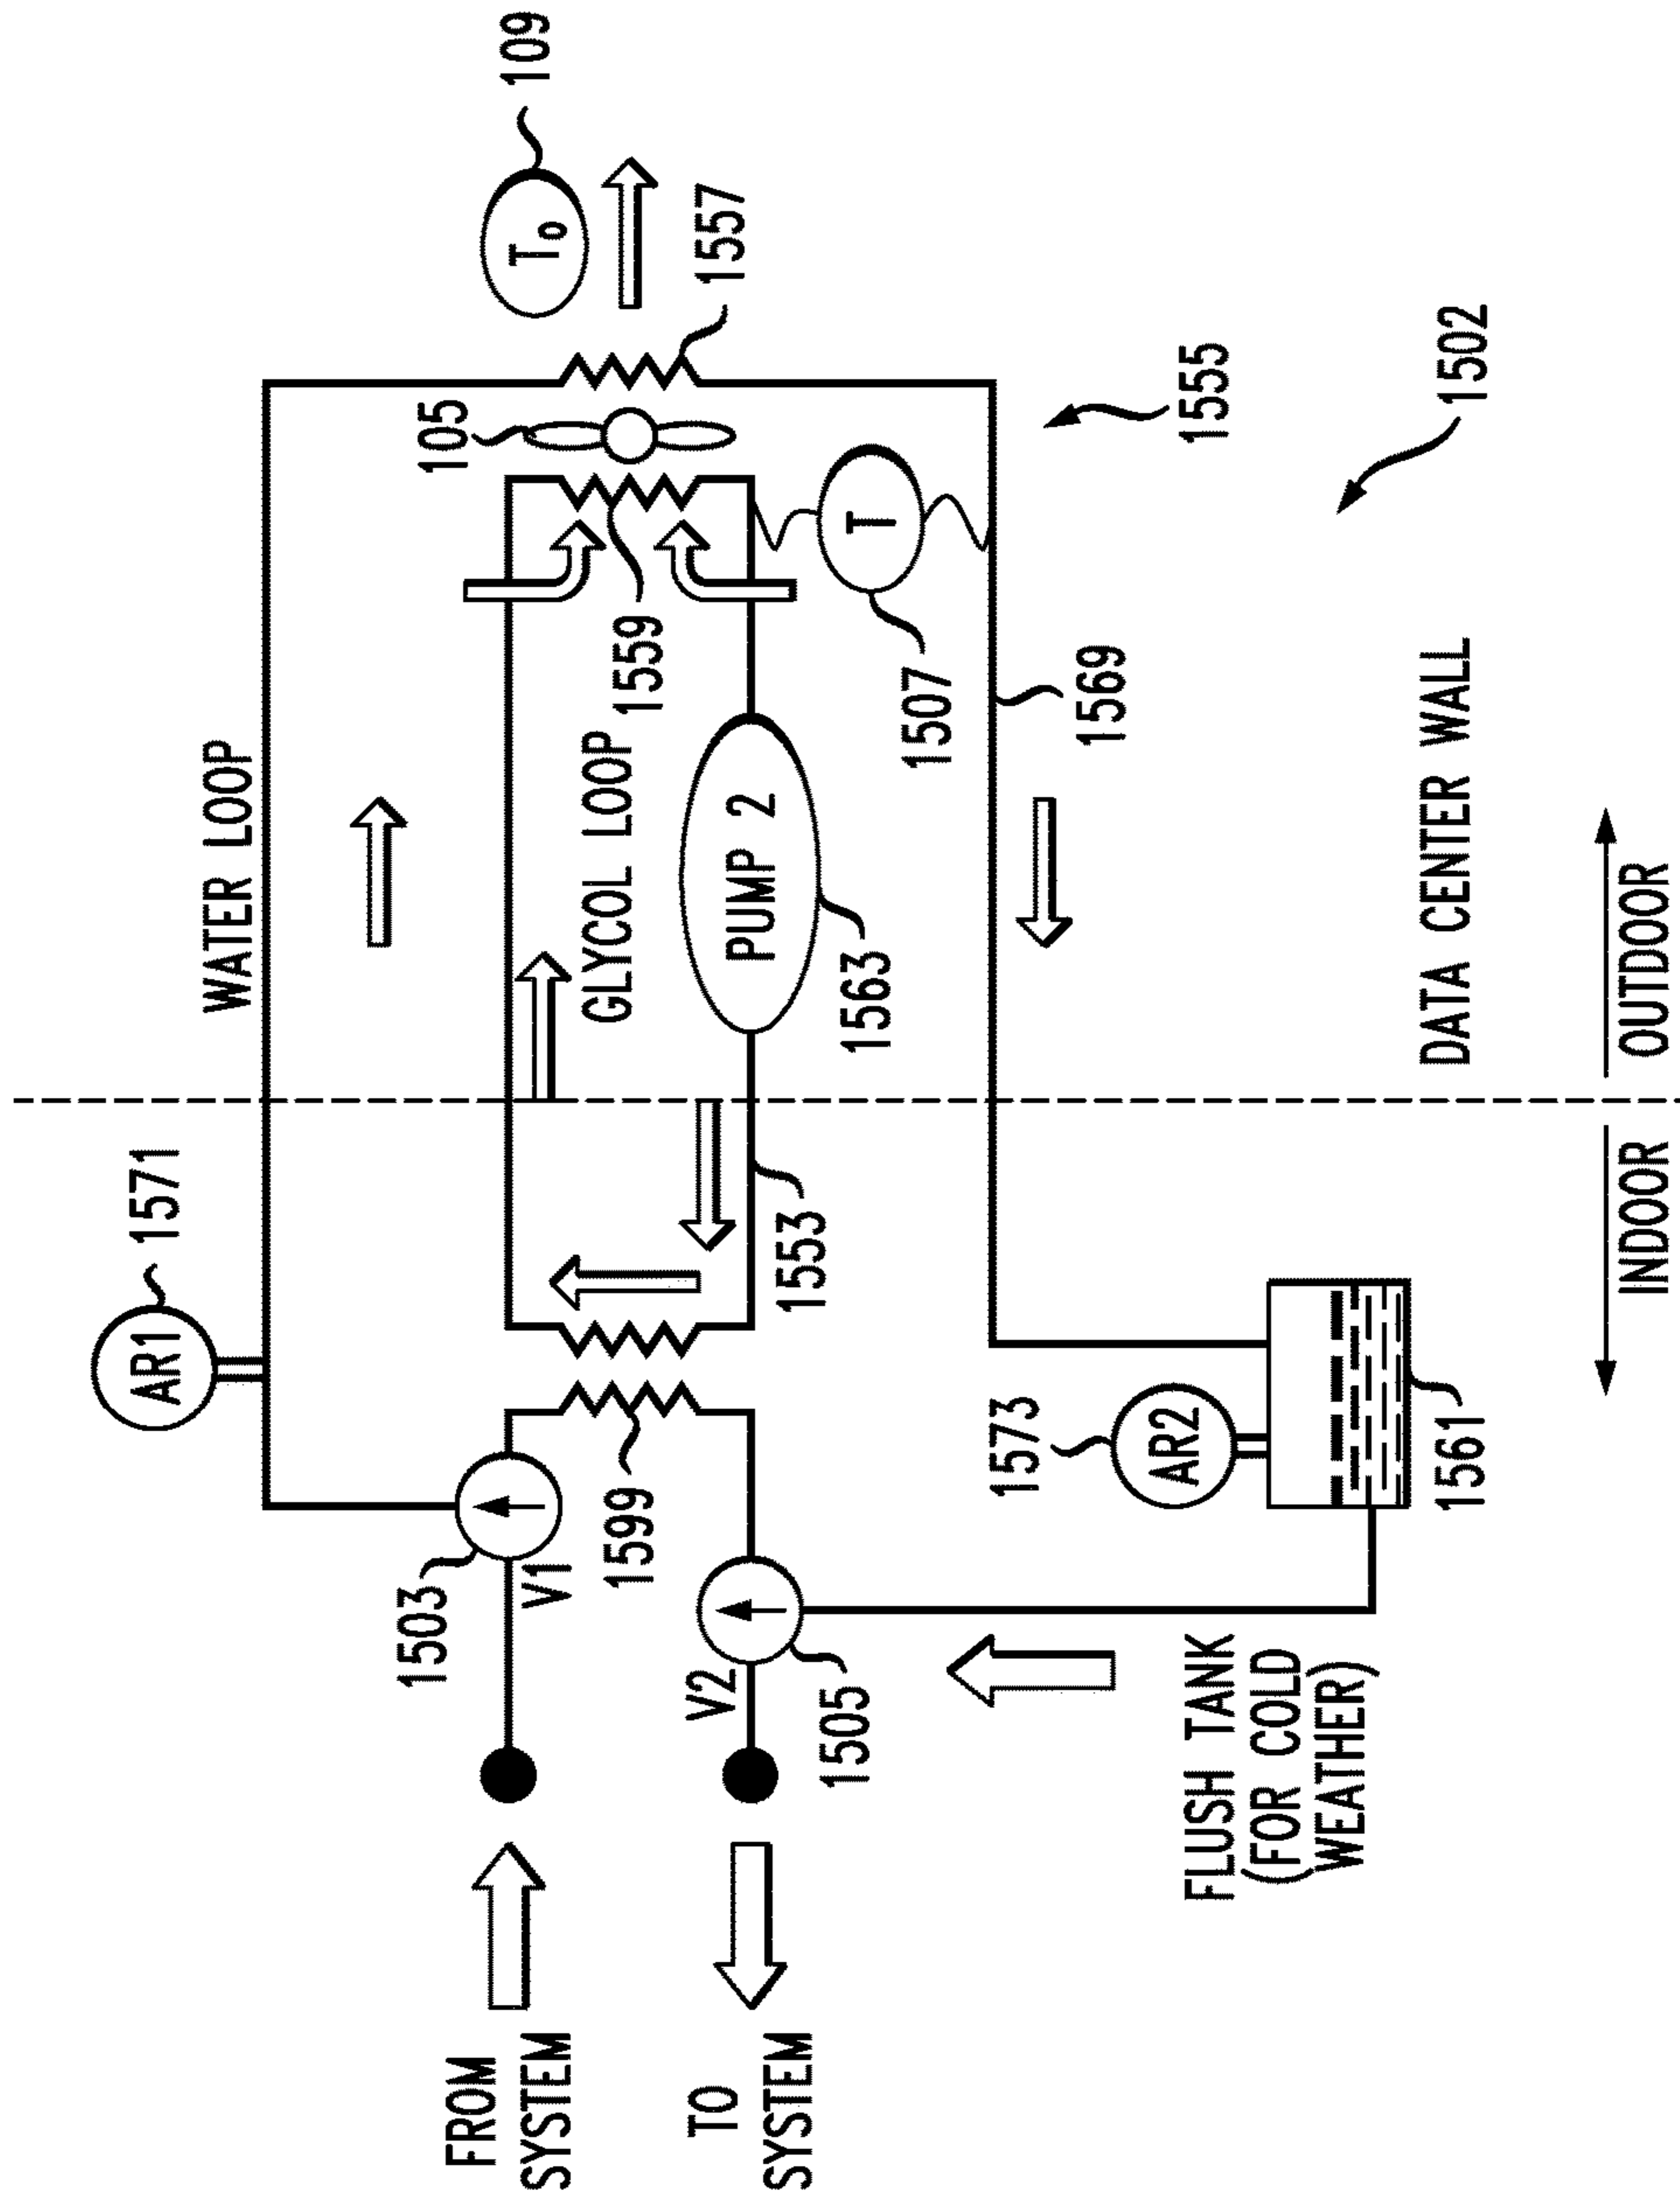 1571
AR1
WATER LOOP
1503
V1
105
T₀
109
GLYCOL LOOP
1559
1599
V2
1505
1557
PUMP 2
1553
1563
T
1507
1573
AR2
1569
1555
FLUSH TANK
(FOR COLD
WEATHER)
1561
1502
DATA CENTER WALL
INDOOR
OUTDOOR
FROM
SYSTEM
TO
SYSTEM